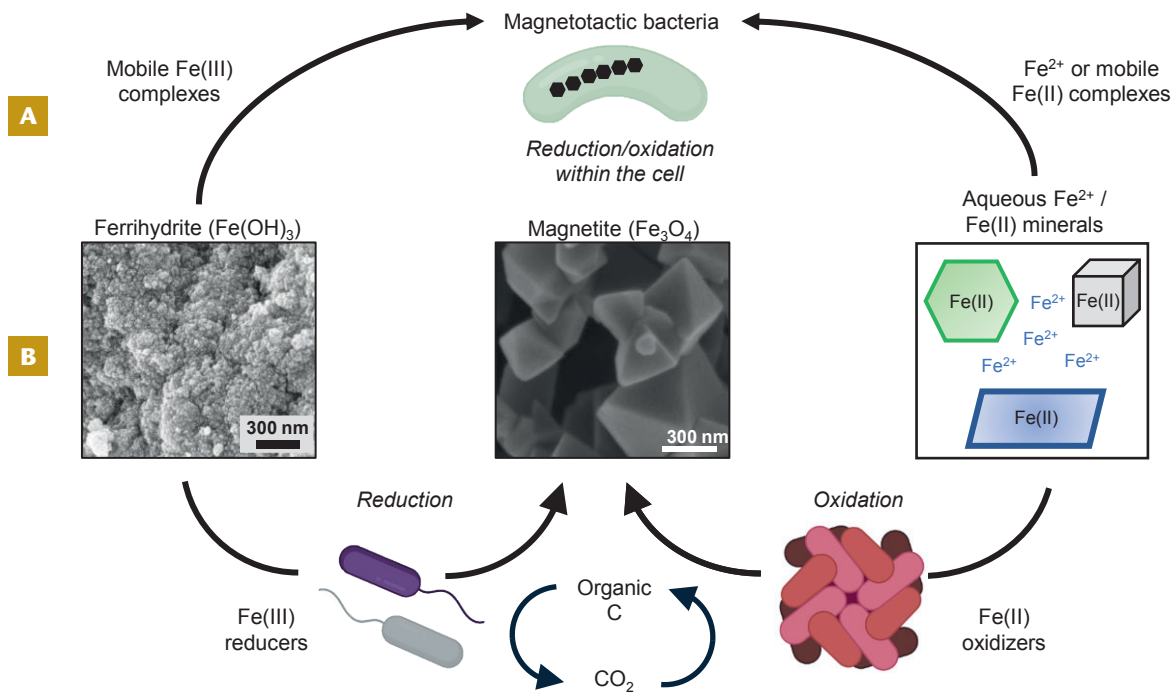 Magnetotactic bacteria
Mobile Fe(III)
complexes
Fe²⁺ or mobile
Fe(II) complexes
A
Reduction/oxidation
within the cell
Ferrihydrite (Fe(OH)₃)
Magnetite (Fe₃O₄)
Aqueous Fe²⁺ /
Fe(II) minerals
Fe(II)
Fe²⁺
Fe(II)
Fe²⁺
Fe²⁺
Fe²⁺
B
Fe(II)
300 nm
300 nm
Reduction
Oxidation
Fe(III)
reducers
Organic
C
CO₂
Fe(II)
oxidizers